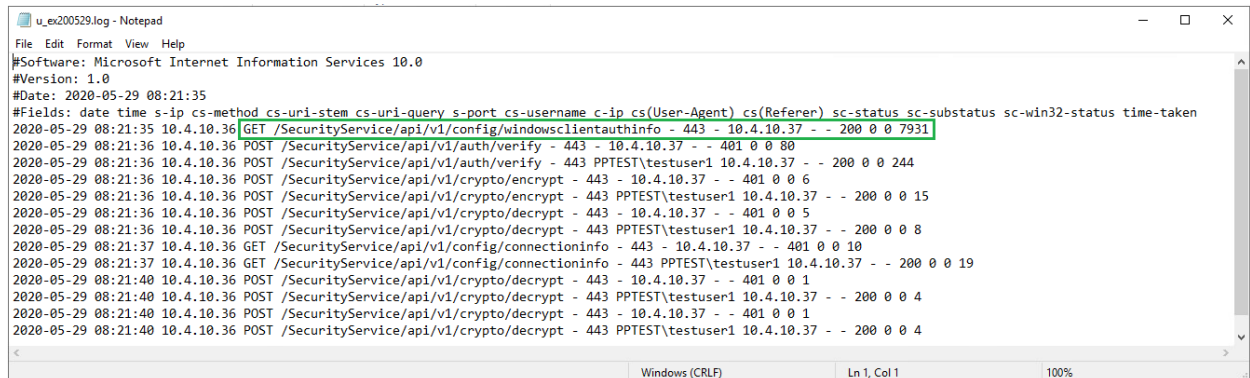 u_ex200529.log - Notepad
File Edit Format View Help
#Software: Microsoft Internet Information Services 10.0
#Version: 1.0
#Date: 2020-05-29 08:21:35
#Fields: date time s-ip cs-method cs-uri-stem cs-uri-query s-port cs-username c-ip cs(User-Agent) cs(Referer) sc-status sc-substatus sc-win32-status time-taken
2020-05-29 08:21:35 10.4.10.36 GET /SecurityService/api/v1/config/windowsclientauthinfo - 443 - 10.4.10.37 - - 200 0 0 7931
2020-05-29 08:21:36 10.4.10.36 POST /SecurityService/api/v1/auth/verify - 443 - 10.4.10.37 - - 401 0 0 80
2020-05-29 08:21:36 10.4.10.36 POST /SecurityService/api/v1/auth/verify - 443 PPTEST\testuser1 10.4.10.37 - - 200 0 0 244
2020-05-29 08:21:36 10.4.10.36 POST /SecurityService/api/v1/crypto/encrypt - 443 - 10.4.10.37 - - 401 0 0 6
2020-05-29 08:21:36 10.4.10.36 POST /SecurityService/api/v1/crypto/encrypt - 443 PPTEST\testuser1 10.4.10.37 - - 200 0 0 15
2020-05-29 08:21:36 10.4.10.36 POST /SecurityService/api/v1/crypto/decrypt - 443 - 10.4.10.37 - - 401 0 0 5
2020-05-29 08:21:36 10.4.10.36 POST /SecurityService/api/v1/crypto/decrypt - 443 PPTEST\testuser1 10.4.10.37 - - 200 0 0 8
2020-05-29 08:21:37 10.4.10.36 GET /SecurityService/api/v1/config/connectioninfo - 443 - 10.4.10.37 - - 401 0 0 10
2020-05-29 08:21:37 10.4.10.36 GET /SecurityService/api/v1/config/connectioninfo - 443 PPTEST\testuser1 10.4.10.37 - - 200 0 0 19
2020-05-29 08:21:40 10.4.10.36 POST /SecurityService/api/v1/crypto/decrypt - 443 - 10.4.10.37 - - 401 0 0 1
2020-05-29 08:21:40 10.4.10.36 POST /SecurityService/api/v1/crypto/decrypt - 443 PPTEST\testuser1 10.4.10.37 - - 200 0 0 4
2020-05-29 08:21:40 10.4.10.36 POST /SecurityService/api/v1/crypto/decrypt - 443 - 10.4.10.37 - - 401 0 0 1
2020-05-29 08:21:40 10.4.10.36 POST /SecurityService/api/v1/crypto/decrypt - 443 PPTEST\testuser1 10.4.10.37 - - 200 0 0 4
Windows (CRLF) Ln 1, Col 1 100%